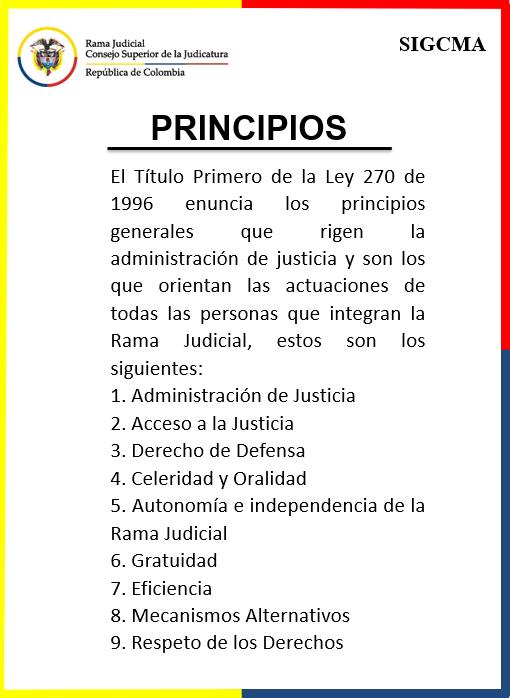 Rama Judicial
Consejo Superior de la Judicatura
República de Colombia
SIGCMA
PRINCIPIOS
El Título Primero de la Ley 270 de
1996 enuncia los principios
generales que rigen la
administración de justicia y son los
que orientan las actuaciones de
todas las personas que integran la
Rama Judicial, estos son los
siguientes:
1. Administración de Justicia
2. Acceso a la Justicia
3. Derecho de Defensa
4. Celeridad y Oralidad
5. Autonomía e independencia de la
Rama Judicial
6. Gratuidad
7. Eficiencia
8. Mecanismos Alternativos
9. Respeto de los Derechos